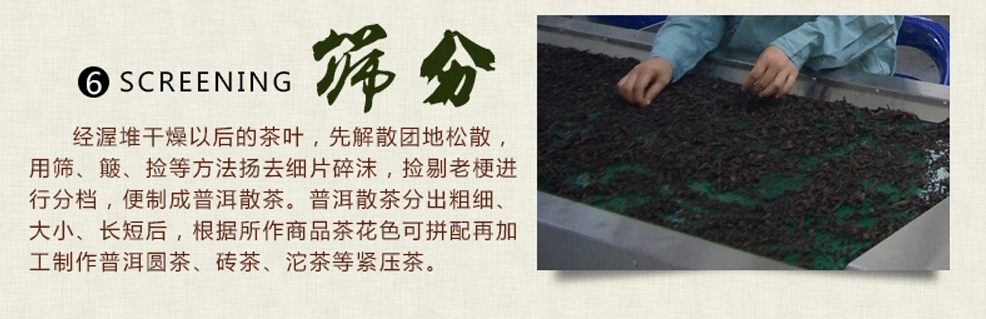 6 SCREENING 筛分
经渥堆干燥以后的茶叶，先解散团地松散，
用筛、簸、捡等方法扬去细片碎沫，捡剔老梗进
行分档，便制成普洱散茶。普洱散茶分出粗细、
大小、长短后，根据所作商品茶花色可拼配再加
工制作普洱圆茶、砖茶、沱茶等紧压茶。